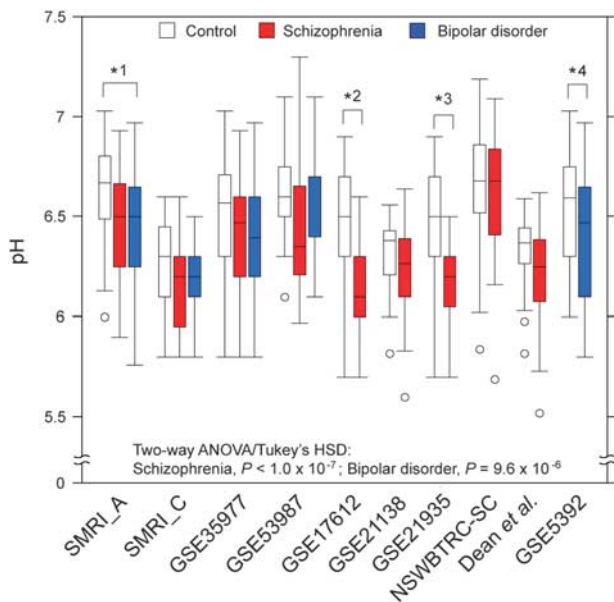 7.5
Control
Schizophrenia
Bipolar disorder
*1
*2
*3
*4
7
6.5
pH
6
5.5
Two-way ANOVA/Tukey's HSD:
Schizophrenia, P < 1.0 x 10⁻⁷; Bipolar disorder, P = 9.6 x 10⁻⁶
0
SMRI_A
SMRI_C
GSE35977
GSE53987
GSE17612
GSE21138
GSE21935
NSWBTRC-SC
Dean et al.
GSE5392